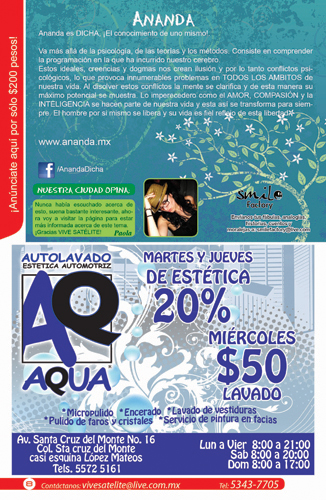 ¡Anúnciate aquí por sólo $200 pesos!
ANANDA
Ananda es DICHA, ¡El conocimiento de uno mismo!
Va más allá de la psicología, de las teorías y los métodos. Consiste en comprender
la programación en la que ha incurrido nuestro cerebro.
Estos ideales, creencias y dogmas nos crean ilusión y por lo tanto conflictos psi-
cológicos, lo que provoca innumerables problemas en TODOS LOS AMBITOS de
nuestra vida. Al disolver estos conflictos la mente se clarifica y de esta manera su
máximo potencial se muestra. Lo imperecedero como el AMOR, COMPASIÓN y la
INTELIGENCIA se hacen parte de nuestra vida y esta así se transforma para siem-
pre. El hombre por si mismo se liberá y su vida es fiel reflejo de esta libertad.
www.ananda.mx
f /AnandaDicha
NUESTRA CIUDAD OPINA.
Nunca había escuchado acerca de
esto, suena bastante interesante, aho-
ra voy a visitar la página para estar
más informada acerca de este tema.
¡Gracias VIVE SATÉLITE! Paola
smile
factory
AUTOLAVADO
ESTETICA AUTOMOTRIZ
AQ
AQUA
MARTES Y JUEVES
DE ESTÉTICA
20%
MIÉRCOLES
$50
LAVADO
*Micropulido *Encerado *Lavado de vestiduras
*Pulido de faros y cristales *Servicio de pintura en facias
Av. Santa Cruz del Monte No. 16
Col. Sta cruz del Monte
casi esquina López Mateos
Tels. 5572 5161
Lun a Vier 8:00 a 21:00
Sab 8:00 a 20:00
Dom 8:00 a 17:00
8 Contáctanos: vivesatelite@live.com.mx Tel: 5343-7705